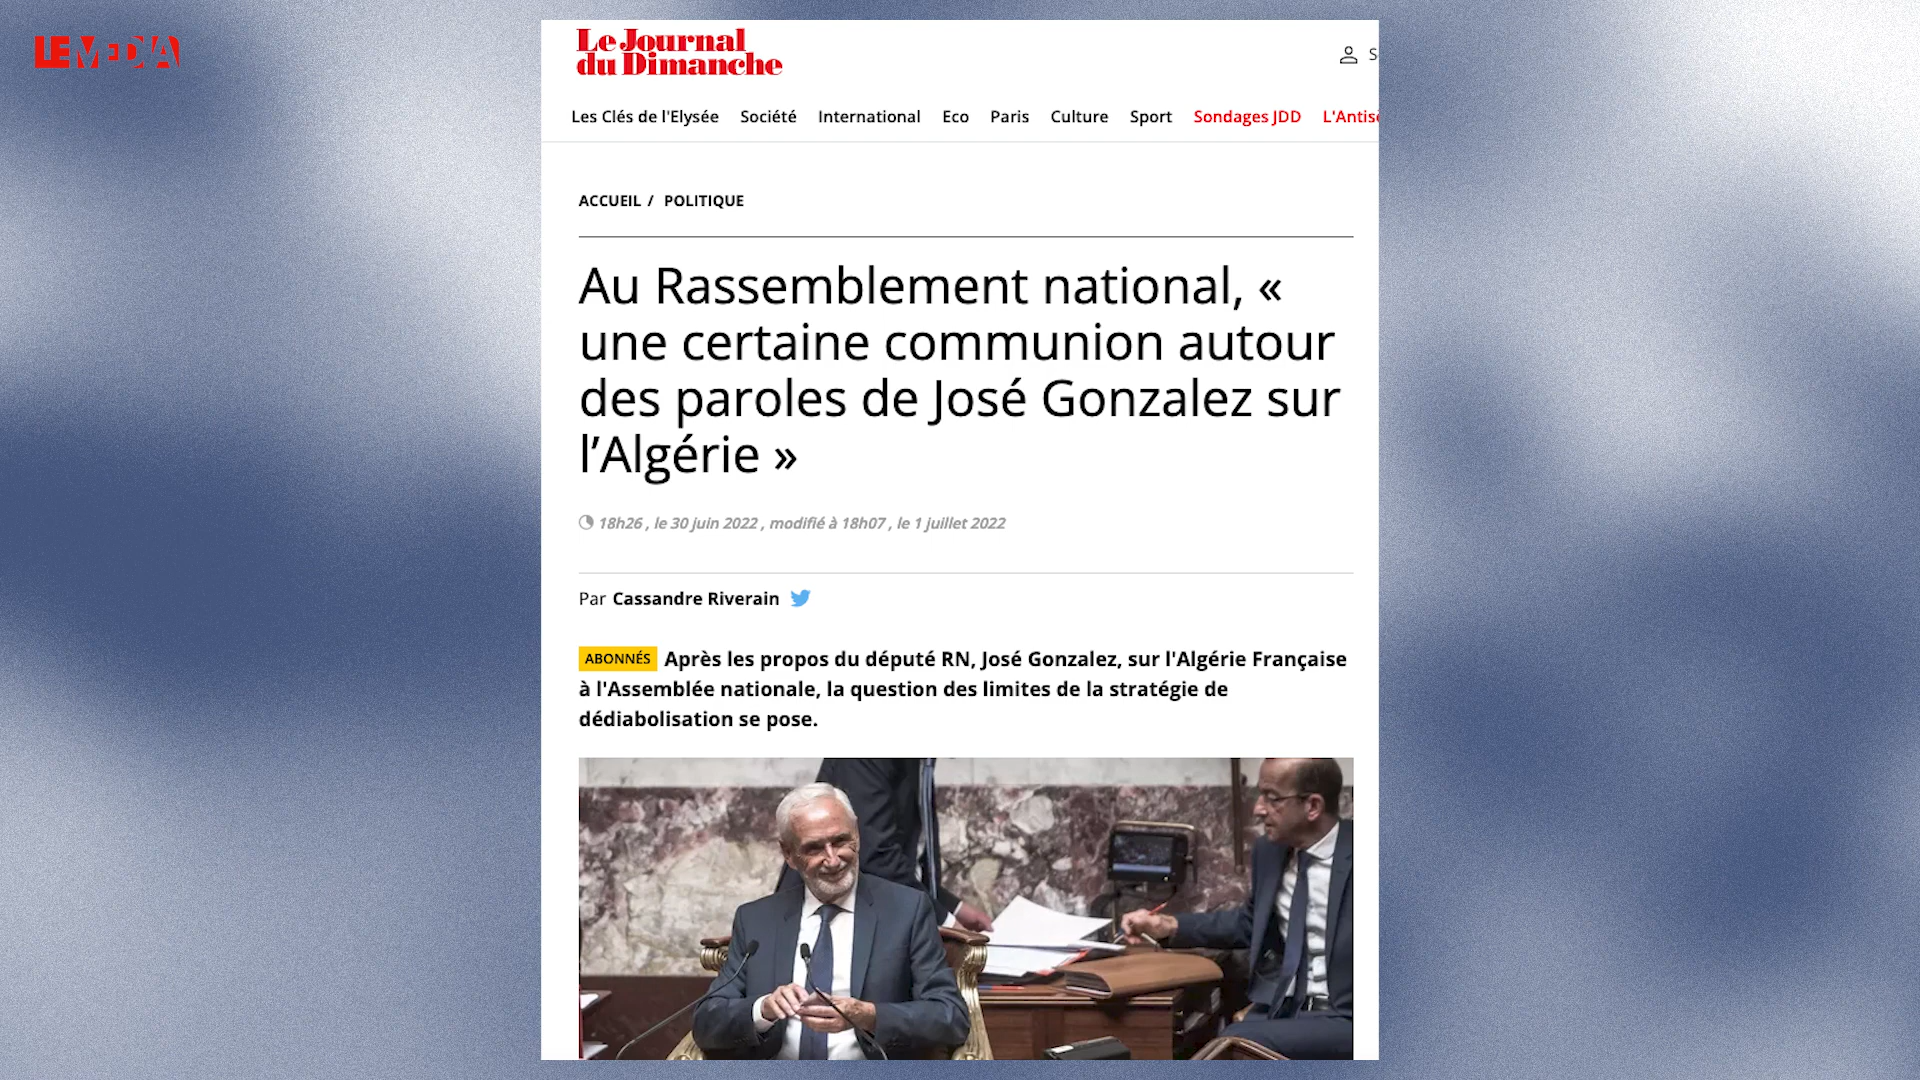 LE MEDIA
Le Journal
du Dimanche
S
Les Clés de l'Elysée Société International Eco Paris Culture Sport Sondages JDD L'Antisé
ACCUEIL / POLITIQUE
Au Rassemblement national, «
une certaine communion autour
des paroles de José Gonzalez sur
l’Algérie »
18h26 , le 30 juin 2022 , modifié à 18h07 , le 1 juillet 2022
Par Cassandre Riverain
ABONNÉS Après les propos du député RN, José Gonzalez, sur l'Algérie Française
à l'Assemblée nationale, la question des limites de la stratégie de
dédiabolisation se pose.